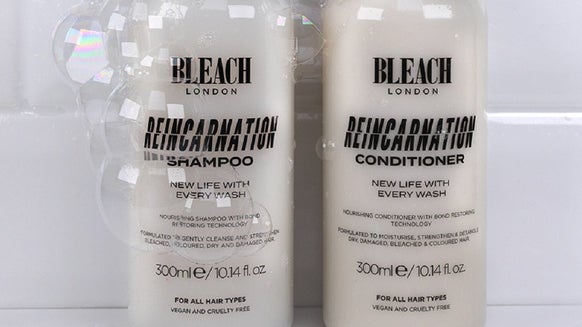 BLEACH
LONDON
REINCARNATION
SHAMPOO
NEW LIFE WITH
EVERY WASH
NOURISHING SHAMPOO WITH BOND
RESTORING TECHNOLOGY
FORMULATED TO GENTLY CLEANSE AND STRENGTHEN
BLEACHED, COLOURED, DRY AND DAMAGED HAIR.
300ml e / 10.14 fl. oz.
FOR ALL HAIR TYPES
VEGAN AND CRUELTY FREE
BLEACH
LONDON
REINCARNATION
CONDITIONER
NEW LIFE WITH
EVERY WASH
NOURISHING CONDITIONER WITH BOND RESTORING
TECHNOLOGY
FORMULATED TO MOISTURISE, STRENGTHEN & DETANGLE
DRY, DAMAGED, BLEACHED & COLOURED HAIR.
300ml e / 10.14 fl. oz.
FOR ALL HAIR TYPES
VEGAN AND CRUELTY FREE